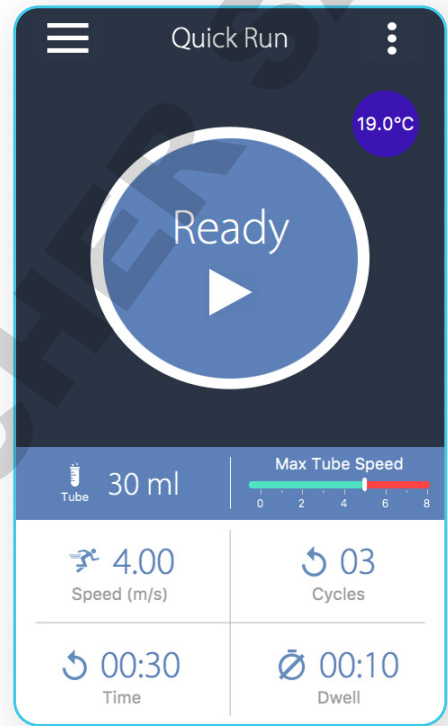 Quick Run
19.0°C
Ready
Tube
30 ml
Max Tube Speed
0 2 4 6 8
4.00
Speed (m/s)
03
Cycles
00:30
Time
00:10
Dwell